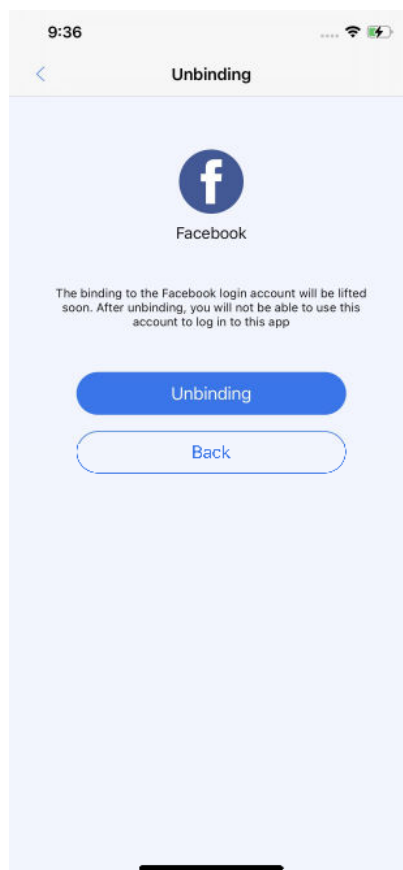 9:36
Unbinding
f
Facebook
The binding to the Facebook login account will be lifted
soon. After unbinding, you will not be able to use this
account to log in to this app
Unbinding
Back